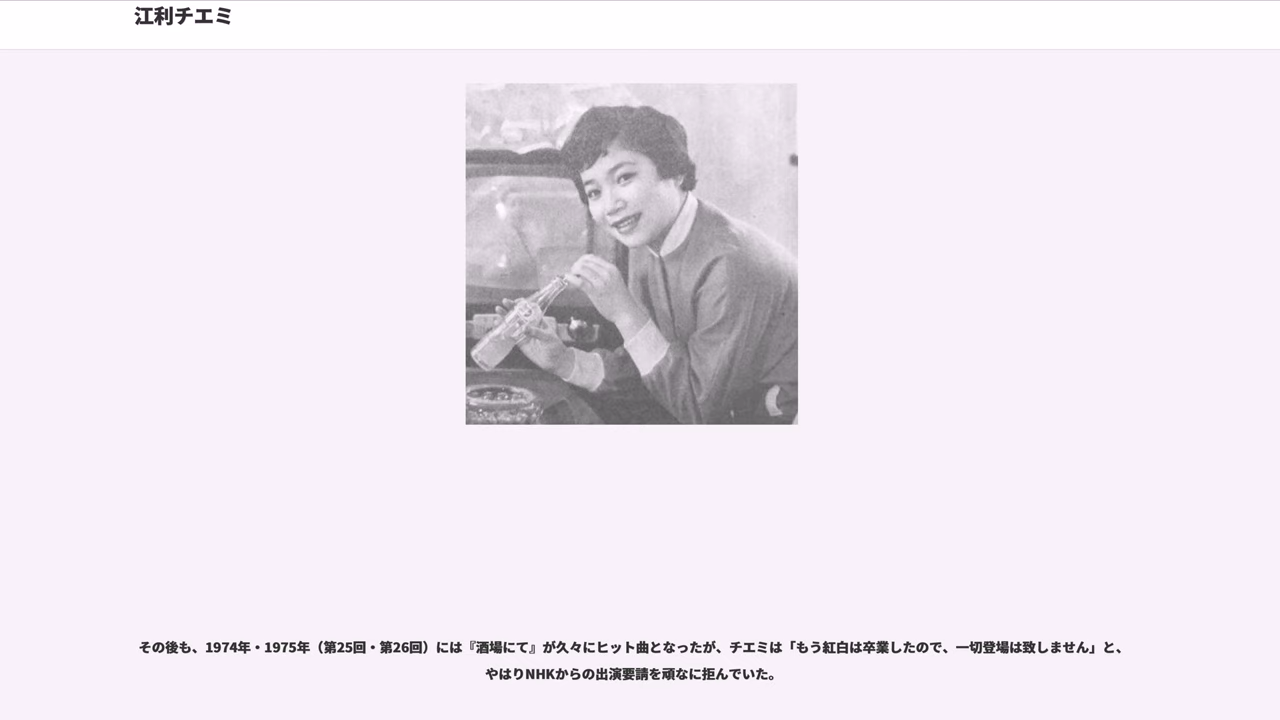 江利チエミ
その後も、1974年・1975年（第25回・第26回）には『酒場にて』が久々にヒット曲となったが、チエミは「もう紅白は卒業したので、一切登場は致しません」と、
やはりNHKからの出演要請を頑なに拒んでいた。